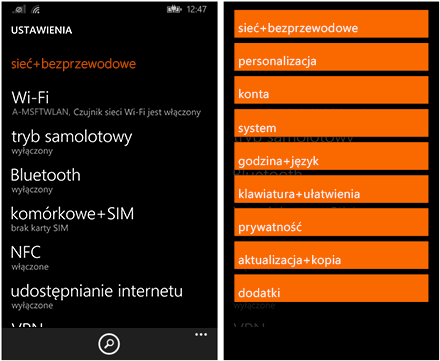 12:47
USTAWIENIA
sieć+bezprzewodowe
Wi-Fi
A-MSFTWLAN, Czujnik sieci Wi-Fi jest włączony
tryb samolotowy
wyłączony
Bluetooth
wyłączony
komórkowe+SIM
brak karty SIM
NFC
włączone
udostępnianie internetu
wyłączone
VPN
sieć+bezprzewodowe
personalizacja
konta
system
tryb samolotowy
godzina+język
klawiatura+ułatwienia
prywatność
aktualizacja+kopia
dodatki